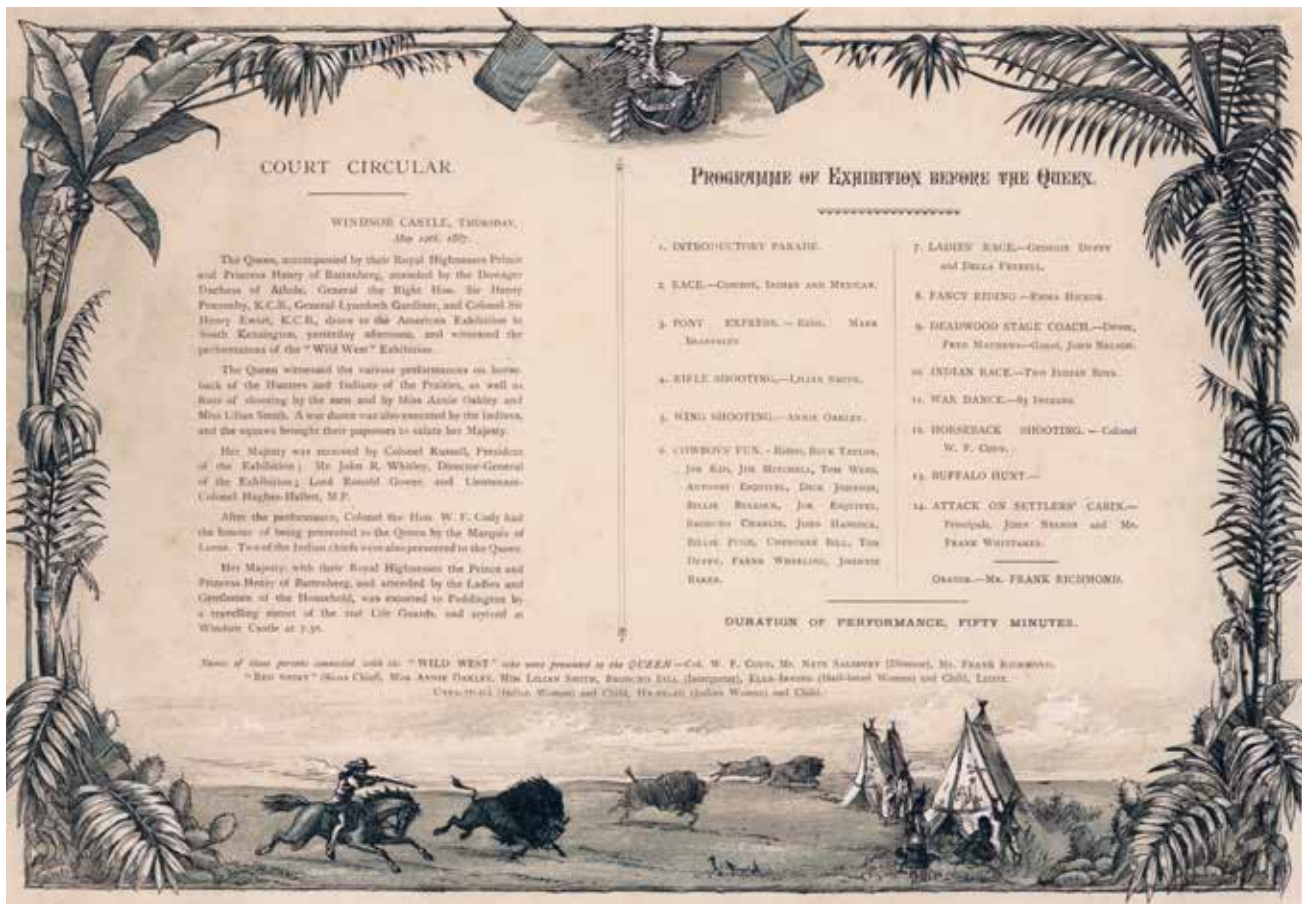 COURT CIRCULAR.
WINDSOR CASTLE, THURSDAY,
May 12th, 1887.
The Queen, accompanied by their Royal Highnesses Prince
and Princess Henry of Battenberg, attended by the Dowager
Duchess of Athole, General the Right Hon. Sir Henry
Ponsonby, K.C.B., General Lynedoch Gardiner, and Colonel Sir
Henry Ewart, K.C.B., drove to the American Exhibition in
South Kensington, yesterday afternoon, and witnessed the
performances of the "Wild West" Exhibition.
The Queen witnessed the various performances on horse-
back of the Hunters and Indians of the Prairies, as well as
feats of shooting by the men and by Miss Annie Oakley and
Miss Lilian Smith. A war dance was also executed by the Indians,
and the squaws brought their papooses to salute her Majesty.
Her Majesty was received by Colonel Russell, President
of the Exhibition; Mr. John R. Whitley, Director-General
of the Exhibition; Lord Ronald Gower, and Lieutenant-
Colonel Hughes-Hallett, M.P.
After the performance, Colonel the Hon. W. F. Cody had
the honour of being presented to the Queen by the Marquis of
Lorne. Two of the Indian chiefs were also presented to the Queen.
Her Majesty, with their Royal Highnesses the Prince and
Princess Henry of Battenberg, and attended by the Ladies and
Gentlemen of the Household, was escorted to Paddington by
a travelling escort of the 2nd Life Guards, and arrived at
Windsor Castle at 7.30.
PROGRAMME OF EXHIBITION BEFORE THE QUEEN.
1. INTRODUCTORY PARADE.
2. RACE.—COWBOY, INDIAN AND MEXICAN.
3. PONY EXPRESS.—RIDER, MARK
BEARDSLEY
4. RIFLE SHOOTING.—LILIAN SMITH.
5. WING SHOOTING.—ANNIE OAKLEY.
6. COWBOYS' FUN.—RIDERS, BUCK TAYLOR,
JIM KID, JIM MITCHELL, TOM WEBB,
ANTONIO ESQUIVEL, DICK JOHNSON,
BILLIE BULLOCK, JOE ESQUIVEL,
BRONCHO CHARLIE, JOHN HANCOCK,
BILLIE PUGH, CHEROKEE BILL, TOM
DUFFY, FRANK WHEELING, JOHNNIE
BAKER.
7. LADIES' RACE.—GEORGIE DUFFY
and DELLA FERRELL.
8. FANCY RIDING—EMMA HICKOK.
9. DEADWOOD STAGE COACH.—DRIVER,
FRED MATHEWS—GUARD, JOHN NELSON.
10. INDIAN RACE.—TWO INDIAN BOYS.
11. WAR DANCE.—85 INDIANS.
12. HORSEBACK SHOOTING.—Colonel
W. F. CODY.
13. BUFFALO HUNT.—
14. ATTACK ON SETTLERS' CABIN.—
Principals, JOHN NELSON and MR.
FRANK WHITTAKER.
ORATOR.—MR. FRANK RICHMOND.
DURATION OF PERFORMANCE, FIFTY MINUTES.
Names of those persons connected with the "WILD WEST" who were presented to the QUEEN—COL. W. F. CODY, MR. NATE SALSBURY (Director), MR. FRANK RICHMOND,
"RED SHIRT" (Sioux Chief), MISS ANNIE OAKLEY, MISS LILIAN SMITH, BRONCHO BILL (Interpreter), ELLA IRVING (Half-breed Woman) and Child,
(Indian Woman) and Child, (Indian Woman) and Child.